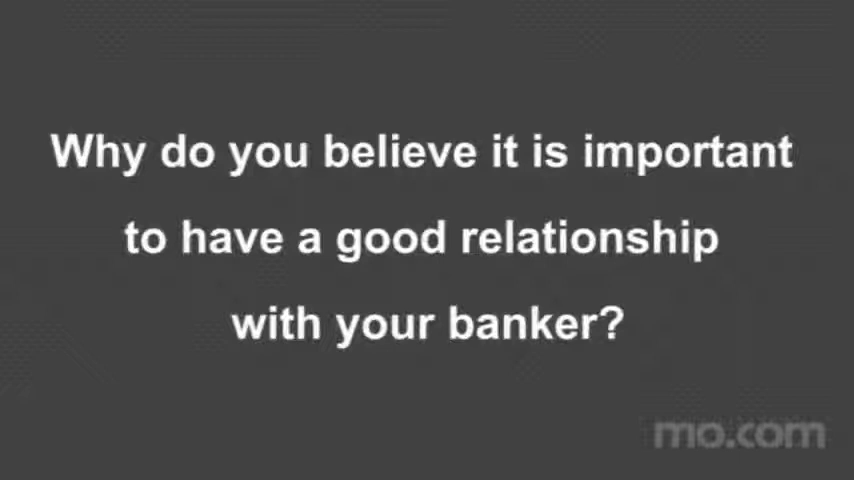 Why do you believe it is important
to have a good relationship
with your banker?
mo.com